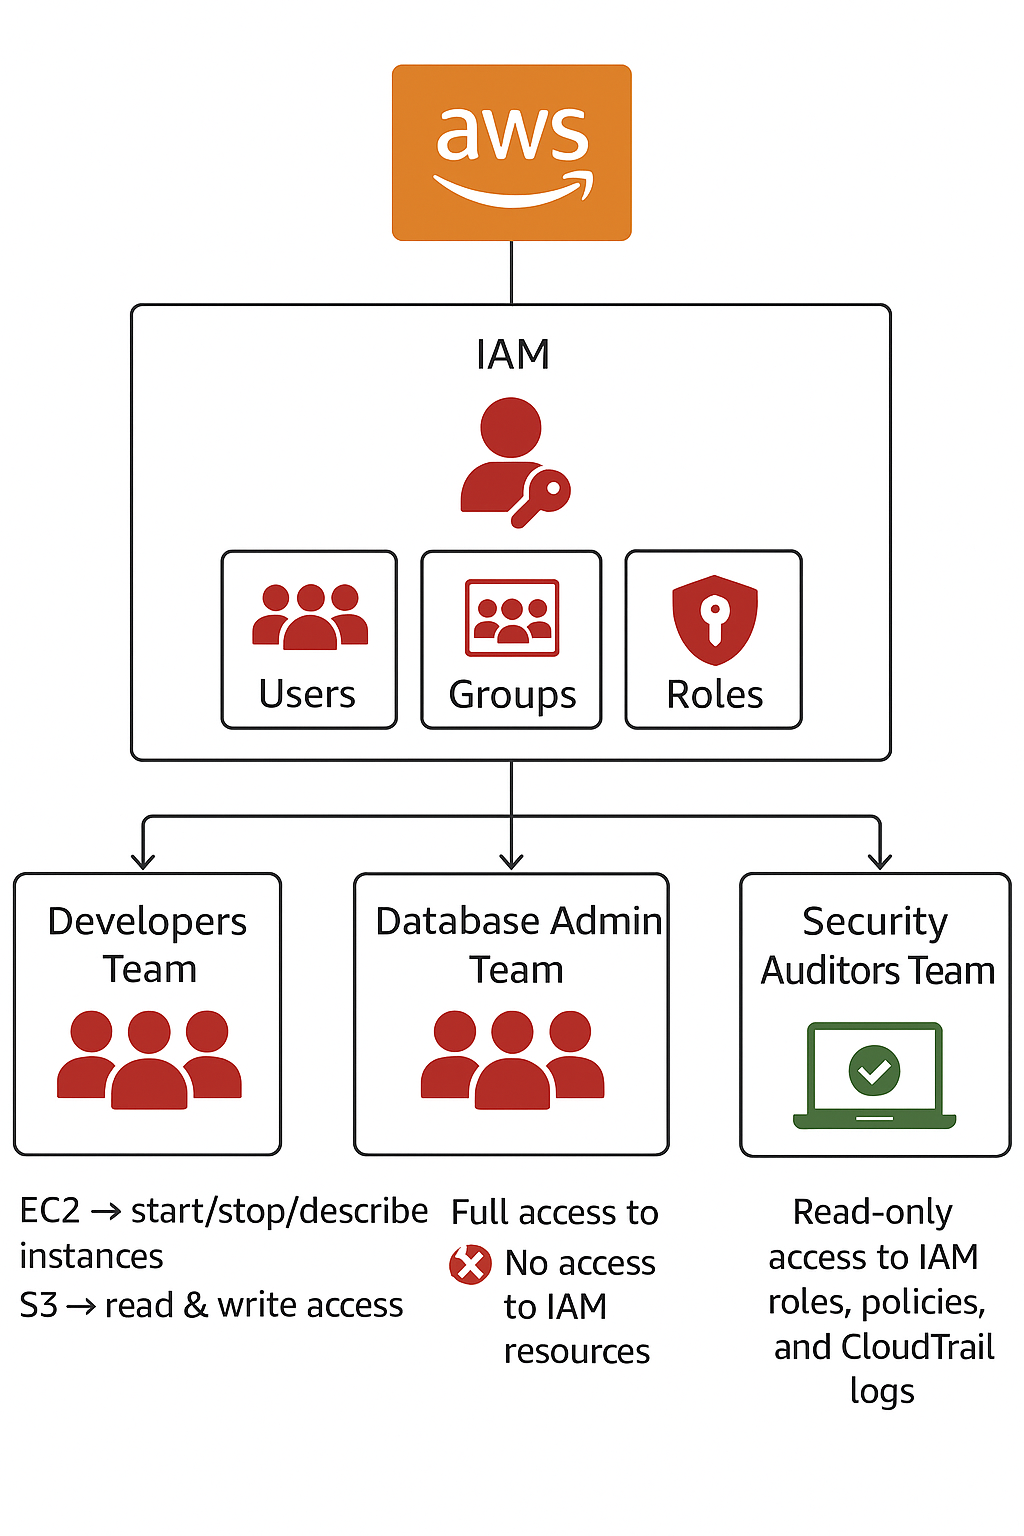 aws
IAM
Users
Groups
Roles
Developers
Team
Database Admin
Team
Security
Auditors Team
EC2 → start/stop/describe
instances
S3 → read & write access
Full access to
No access
to IAM
resources
Read-only
access to IAM
roles, policies,
and CloudTrail
logs